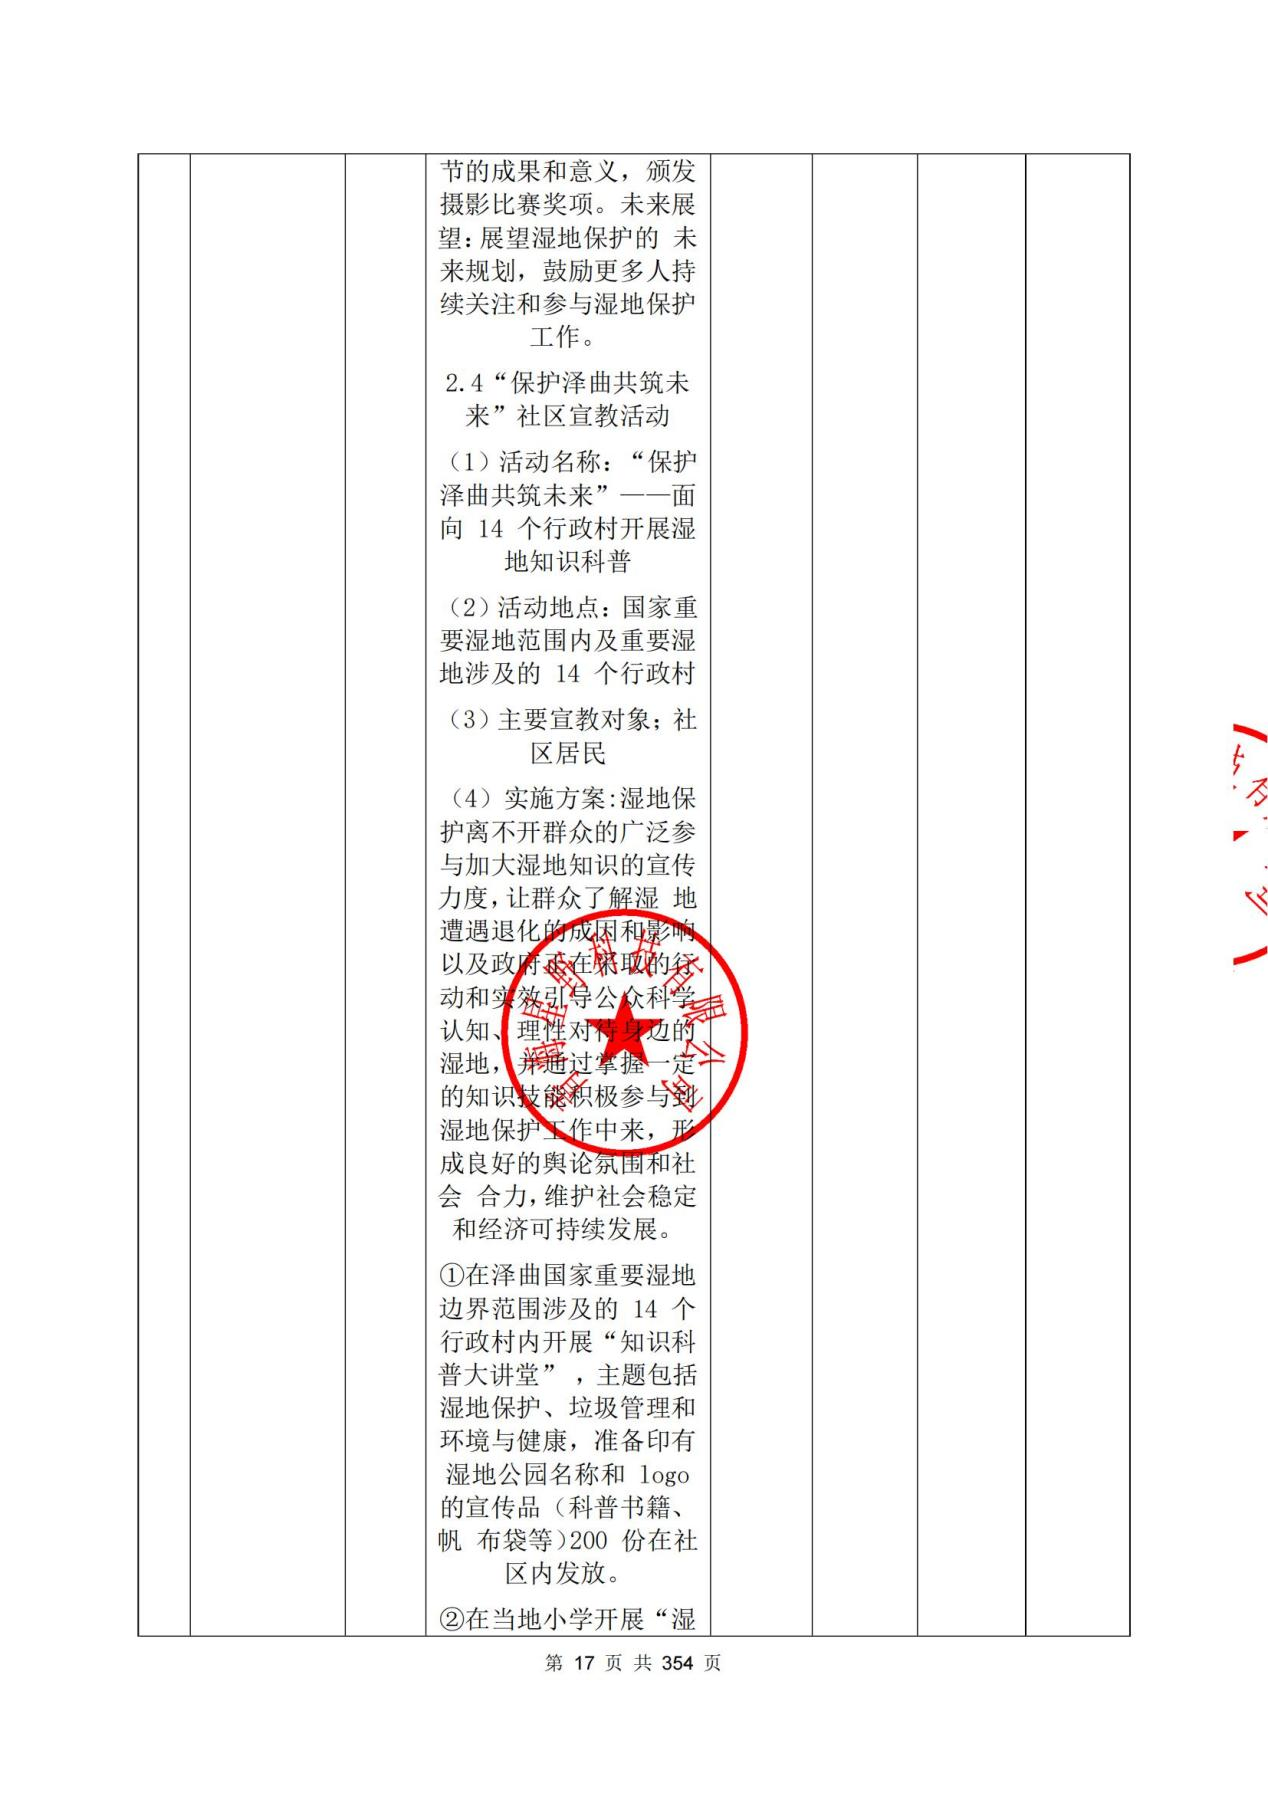 节的成果和意义，颁发
摄影比赛奖项。未来展
望：展望湿地保护的 未
来规划，鼓励更多人持
续关注和参与湿地保护
工作。
2.4“保护泽曲共筑未
来”社区宣教活动
（1）活动名称：“保护
泽曲共筑未来”——面
向 14 个行政村开展湿
地知识科普
（2）活动地点：国家重
要湿地范围内及重要湿
地涉及的 14 个行政村
（3）主要宣教对象；社
区居民
（4）实施方案:湿地保
护离不开群众的广泛参
与加大湿地知识的宣传
力度，让群众了解湿 地
遭遇退化的成因和影响
以及政府正在采取的行
动和实效引导公众科学
认知、理性对待身边的
湿地，并通过掌握一定
的知识技能积极参与到
湿地保护工作中来，形
成良好的舆论氛围和社
会 合力，维护社会稳定
和经济可持续发展。
①在泽曲国家重要湿地
边界范围涉及的 14 个
行政村内开展“知识科
普大讲堂” ，主题包括
湿地保护、垃圾管理和
环境与健康，准备印有
湿地公园名称和 logo
的宣传品（科普书籍、
帆 布袋等)200 份在社
区内发放。
②在当地小学开展“湿
科技有限公司
第 17 页 共 354 页